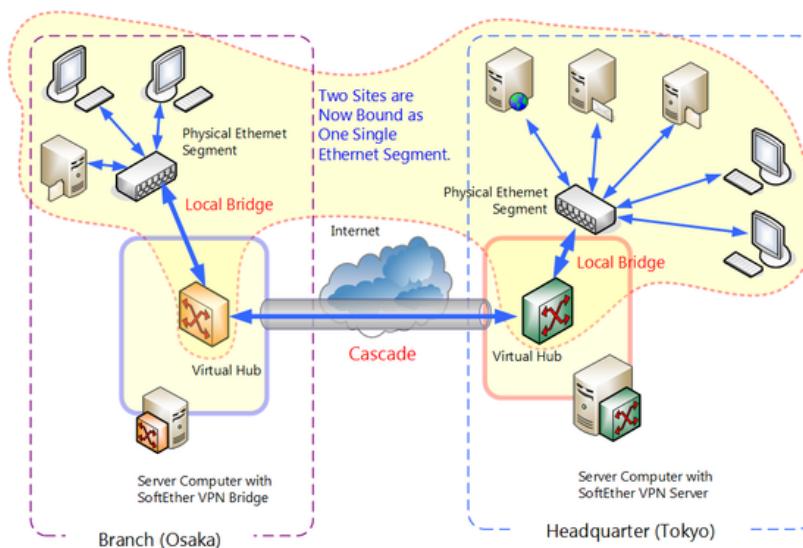 Two Sites are
Now Bound as
One Single
Ethernet Segment.
Physical Ethernet
Segment
Local Bridge
Virtual Hub
Server Computer with
SoftEther VPN Bridge
Branch (Osaka)
Internet
Cascade
Physical Ethernet
Segment
Local Bridge
Virtual Hub
Server Computer with
SoftEther VPN Server
Headquarter (Tokyo)